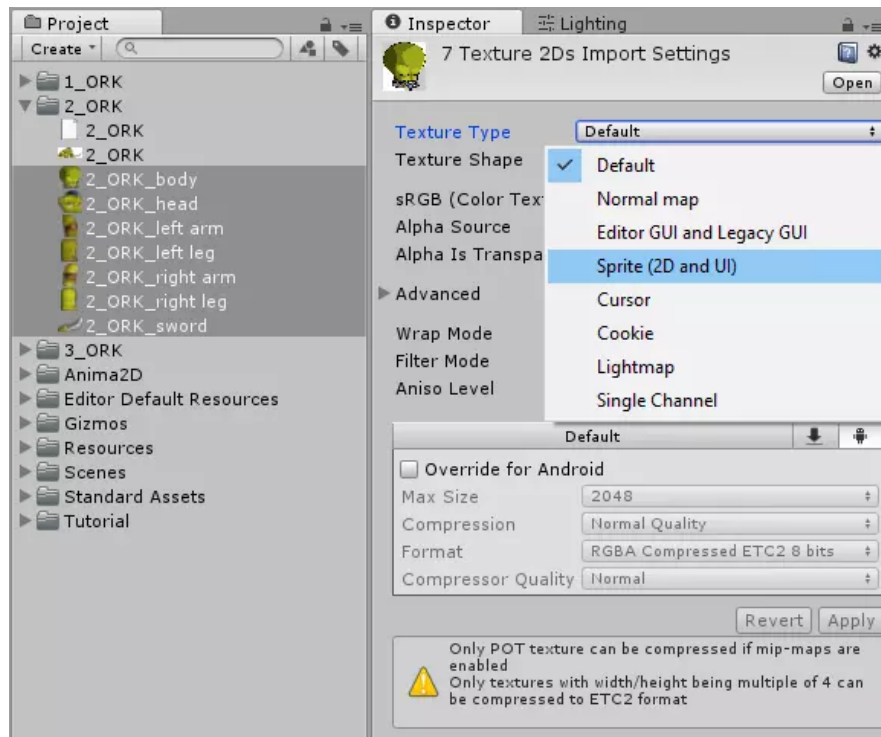 Project
Create
1_ORK
2_ORK
2_ORK
2_ORK
2_ORK_body
2_ORK_head
2_ORK_left arm
2_ORK_left leg
2_ORK_right arm
2_ORK_right leg
2_ORK_sword
3_ORK
Anima2D
Editor Default Resources
Gizmos
Resources
Scenes
Standard Assets
Tutorial
Inspector Lighting
7 Texture 2Ds Import Settings
Open
Texture Type Default
Texture Shape
sRGB (Color Tex
Alpha Source
Alpha Is Transpa
Advanced
Wrap Mode
Filter Mode
Aniso Level
Default
Normal map
Editor GUI and Legacy GUI
Sprite (2D and UI)
Cursor
Cookie
Lightmap
Single Channel
Default
Override for Android
Max Size 2048
Compression Normal Quality
Format RGBA Compressed ETC2 8 bits
Compressor Quality Normal
Revert Apply
Only POT texture can be compressed if mip-maps are
enabled
Only textures with width/height being multiple of 4 can
be compressed to ETC2 format